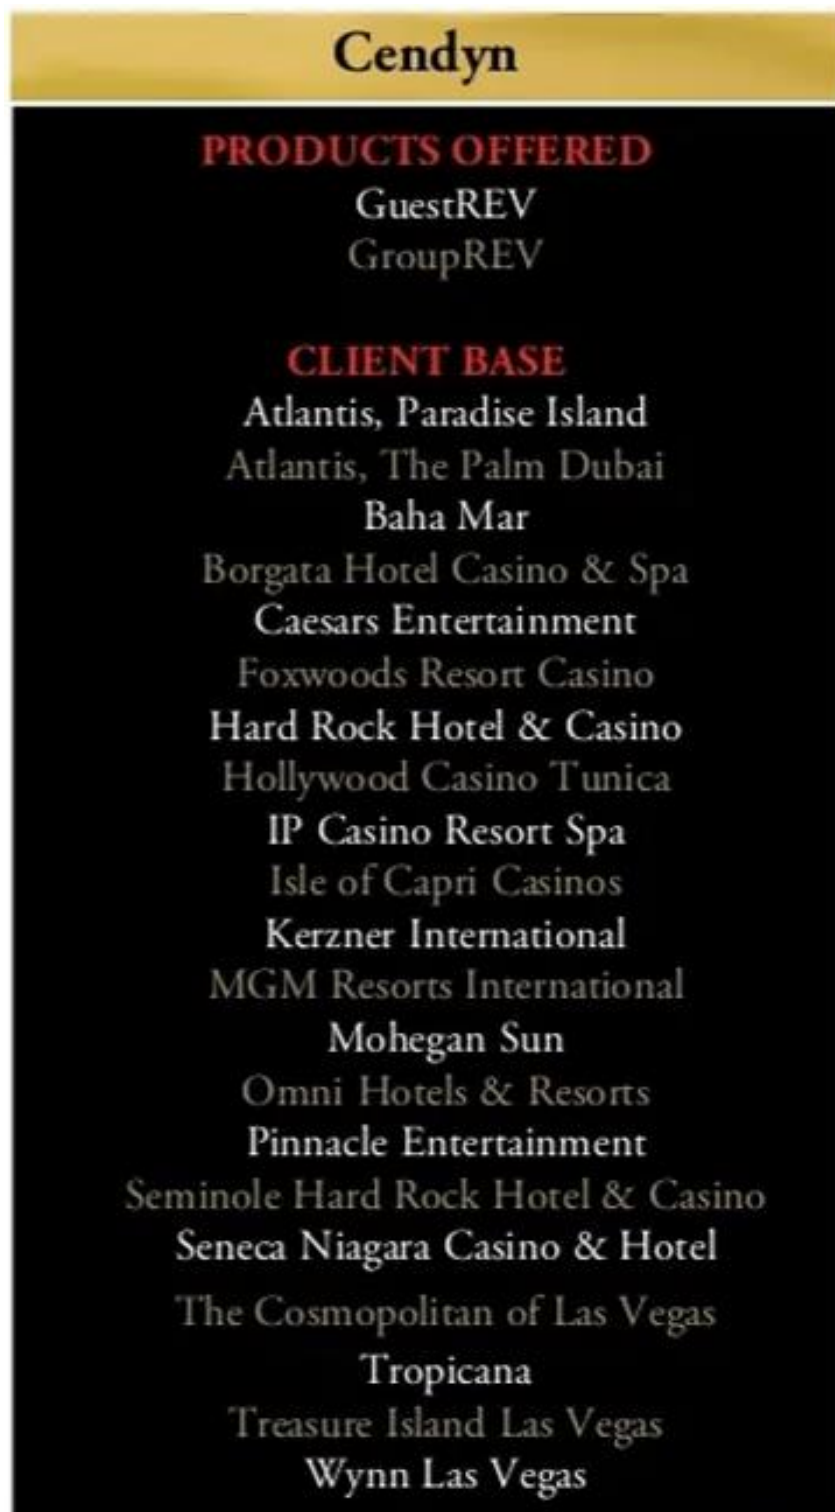 Cendyn
PRODUCTS OFFERED
GuestREV
GroupREV
CLIENT BASE
Atlantis, Paradise Island
Atlantis, The Palm Dubai
Baha Mar
Borgata Hotel Casino & Spa
Caesars Entertainment
Foxwoods Resort Casino
Hard Rock Hotel & Casino
Hollywood Casino Tunica
IP Casino Resort Spa
Isle of Capri Casinos
Kerzner International
MGM Resorts International
Mohegan Sun
Omni Hotels & Resorts
Pinnacle Entertainment
Seminole Hard Rock Hotel & Casino
Seneca Niagara Casino & Hotel
The Cosmopolitan of Las Vegas
Tropicana
Treasure Island Las Vegas
Wynn Las Vegas